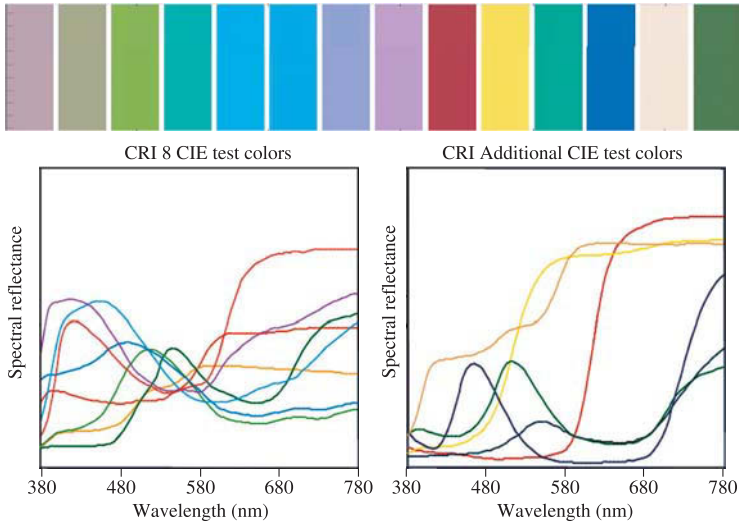 CRI 8 CIE test colors
CRI Additional CIE test colors
Spectral reflectance
380 480 580 680 780
Wavelength (nm)
Spectral reflectance
380 480 580 680 780
Wavelength (nm)